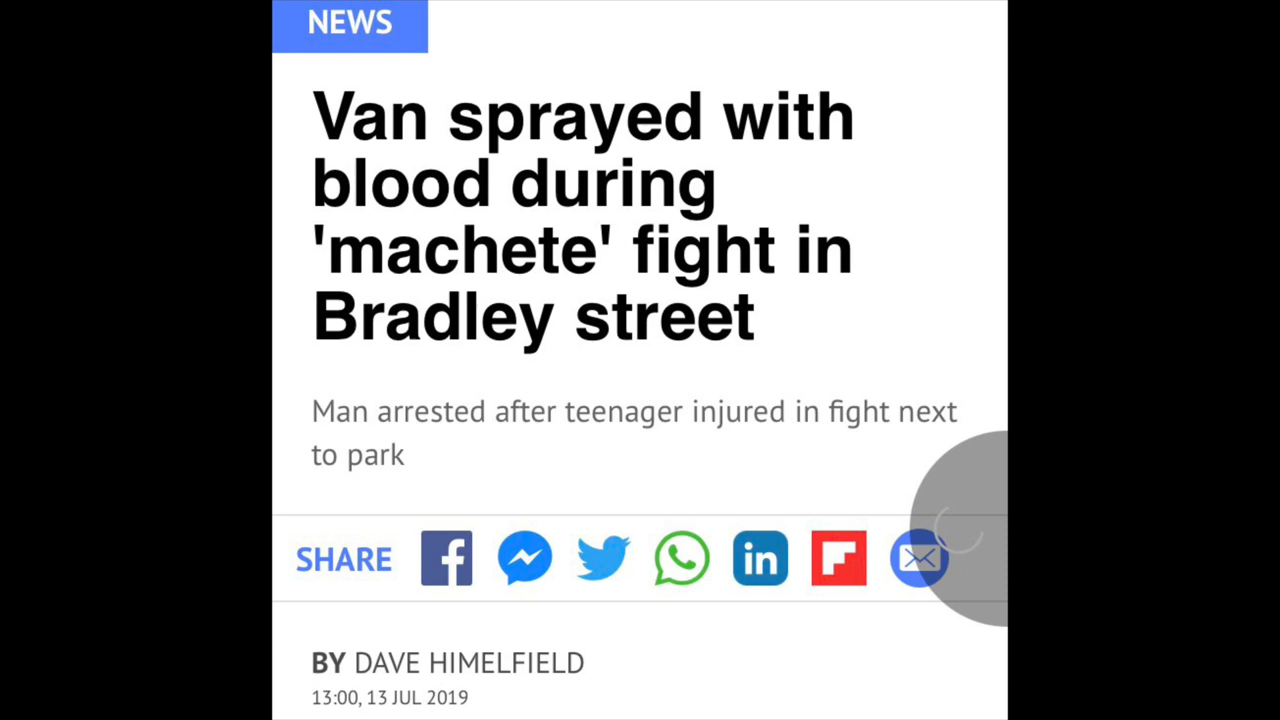 NEWS
Van sprayed with
blood during
'machete' fight in
Bradley street
Man arrested after teenager injured in fight next
to park
SHARE
BY DAVE HIMELFIELD
13:00, 13 JUL 2019